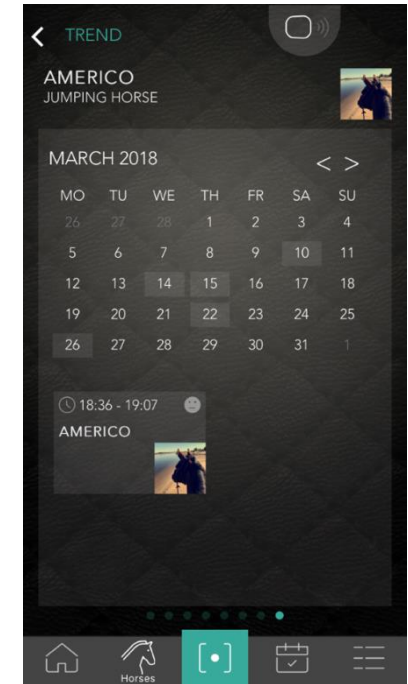 TREND
AMERICO
JUMPING HORSE
MARCH 2018 < >
MO TU WE TH FR SA SU
26 27 28 1 2 3 4
5 6 7 8 9 10 11
12 13 14 15 16 17 18
19 20 21 22 23 24 25
26 27 28 29 30 31 1
18:36 - 19:07
AMERICO
Horses